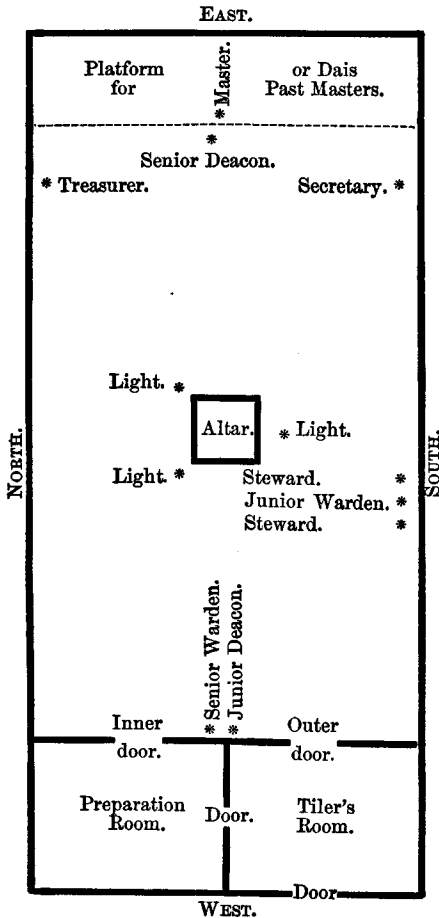 EAST.
Platform
for
Master.
or Dais
Past Masters.
Senior Deacon.
Treasurer.
Secretary.
Light.
Altar.
Light.
Light.
NORTH.
SOUTH.
Steward.
Junior Warden.
Steward.
Senior Warden.
Junior Deacon.
Inner
door.
Outer
door.
Preparation
Room.
Door.
Tiler's
Room.
Door
WEST.